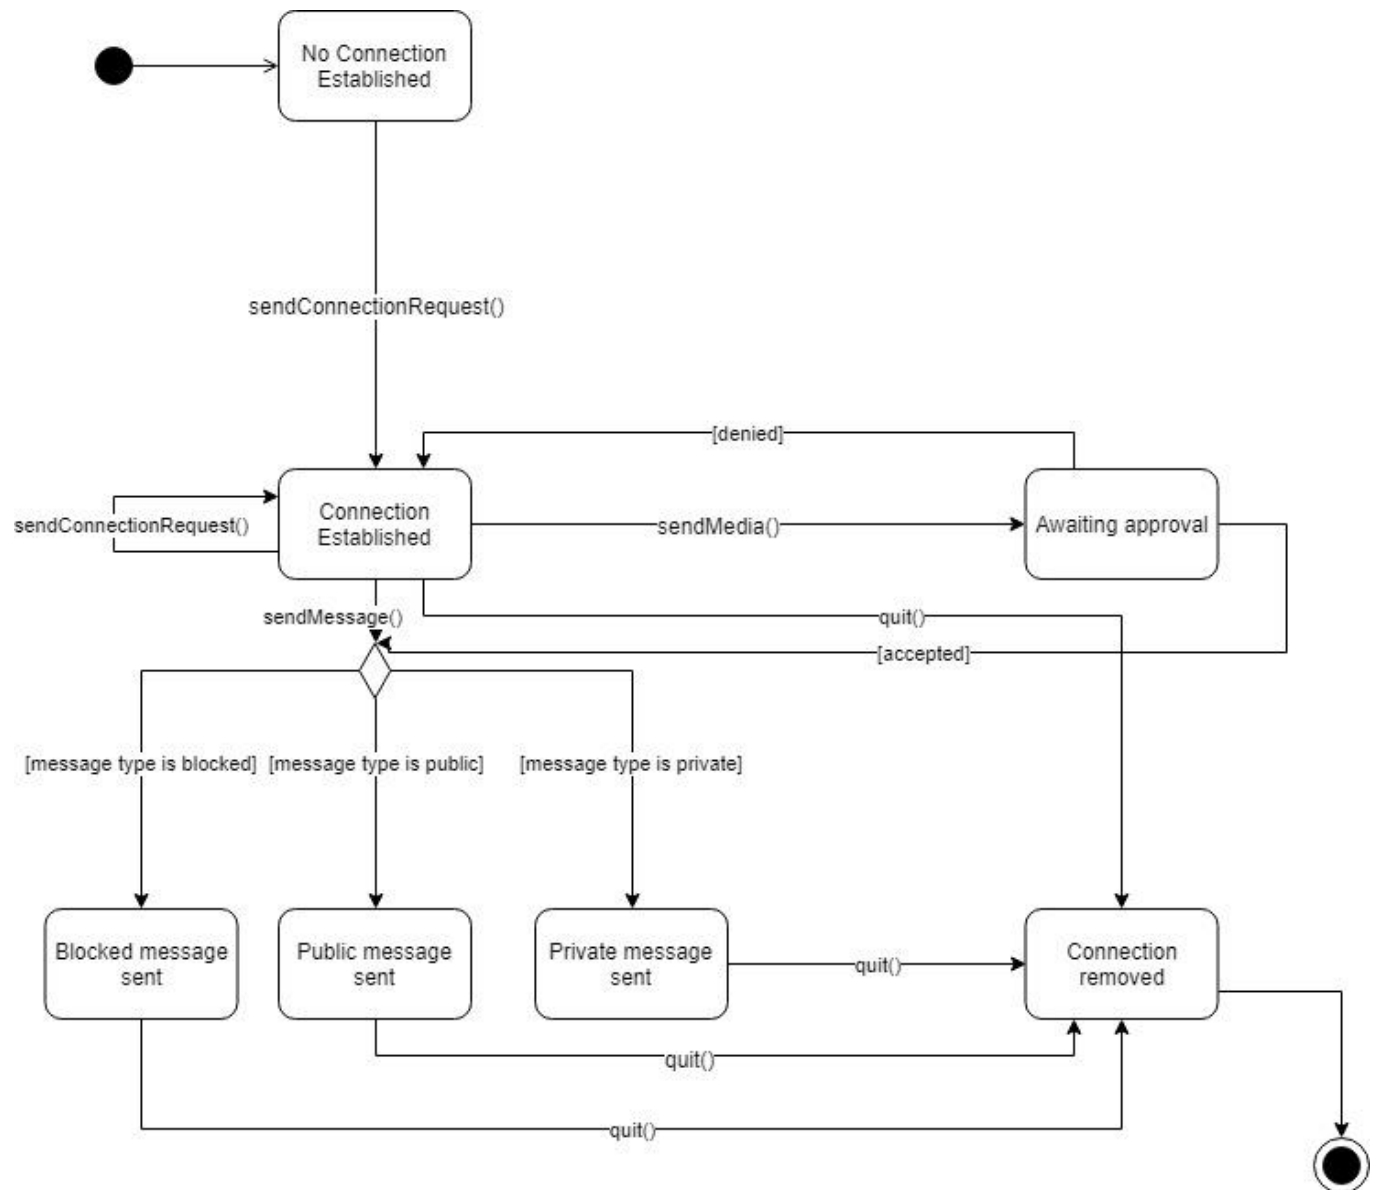 No Connection
Established
sendConnectionRequest()
[denied]
Connection
Established
sendConnectionRequest()
sendMedia()
Awaiting approval
sendMessage()
quit()
[accepted]
[message type is blocked]
[message type is public]
[message type is private]
Blocked message
sent
Public message
sent
Private message
sent
quit()
Connection
removed
quit()
quit()